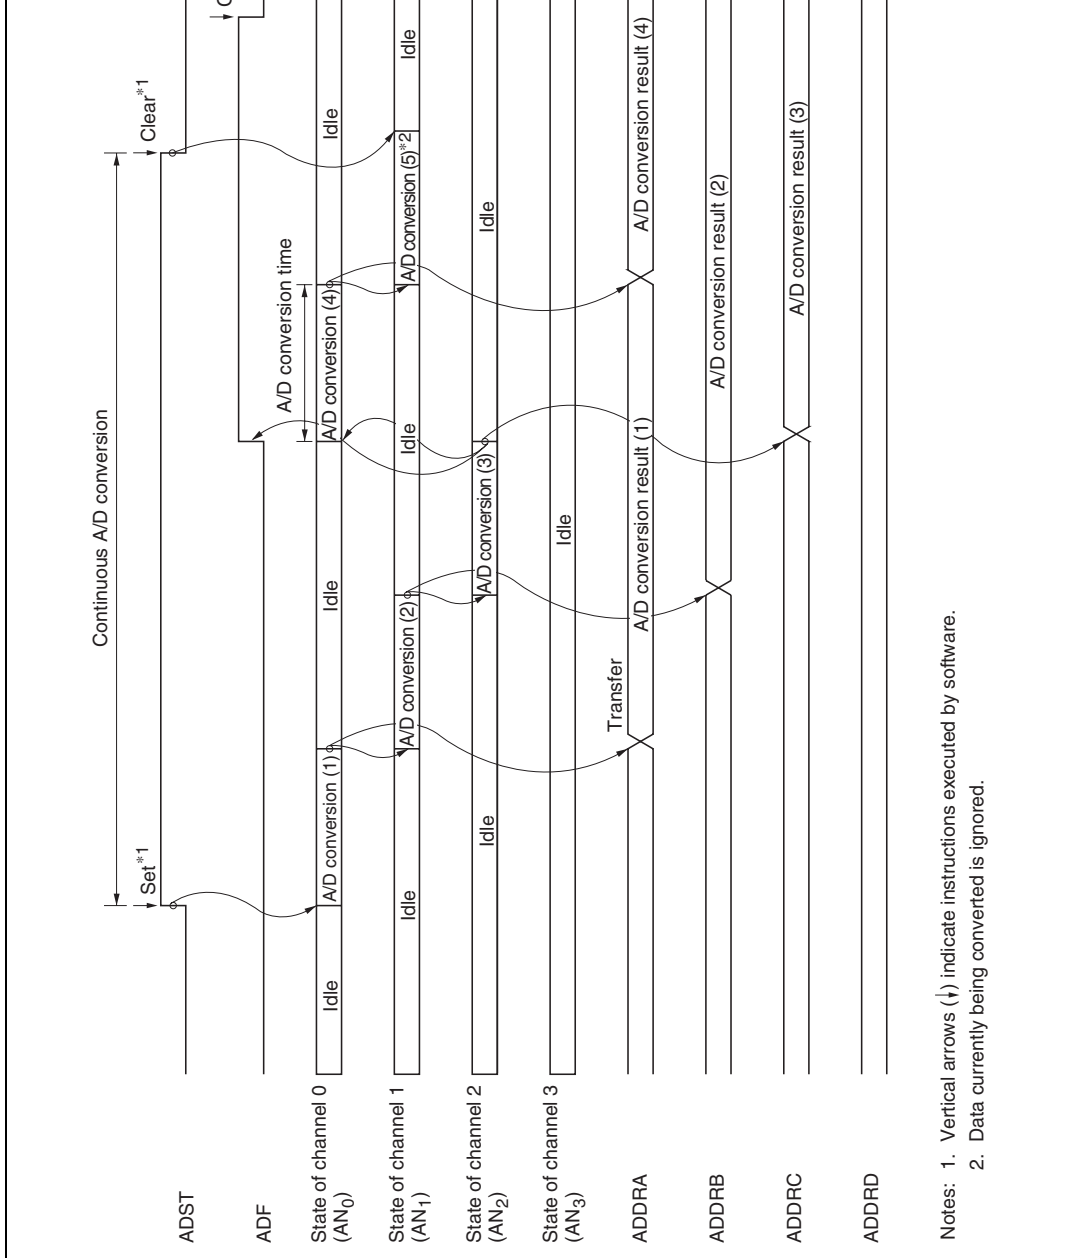 Continuous A/D conversion
Set*1
Clear*1
ADST
ADF
A/D conversion time
State of channel 0
(AN0)
Idle
A/D conversion (1)
Idle
A/D conversion (4)
Idle
State of channel 1
(AN1)
Idle
A/D conversion (2)
Idle
A/D conversion (5)*2
Idle
State of channel 2
(AN2)
Idle
A/D conversion (3)
Idle
State of channel 3
(AN3)
Idle
Transfer
ADDRA
A/D conversion result (1)
A/D conversion result (4)
ADDRB
A/D conversion result (2)
ADDRC
A/D conversion result (3)
ADDRD
Notes: 1. Vertical arrows (↓) indicate instructions executed by software.
2. Data currently being converted is ignored.